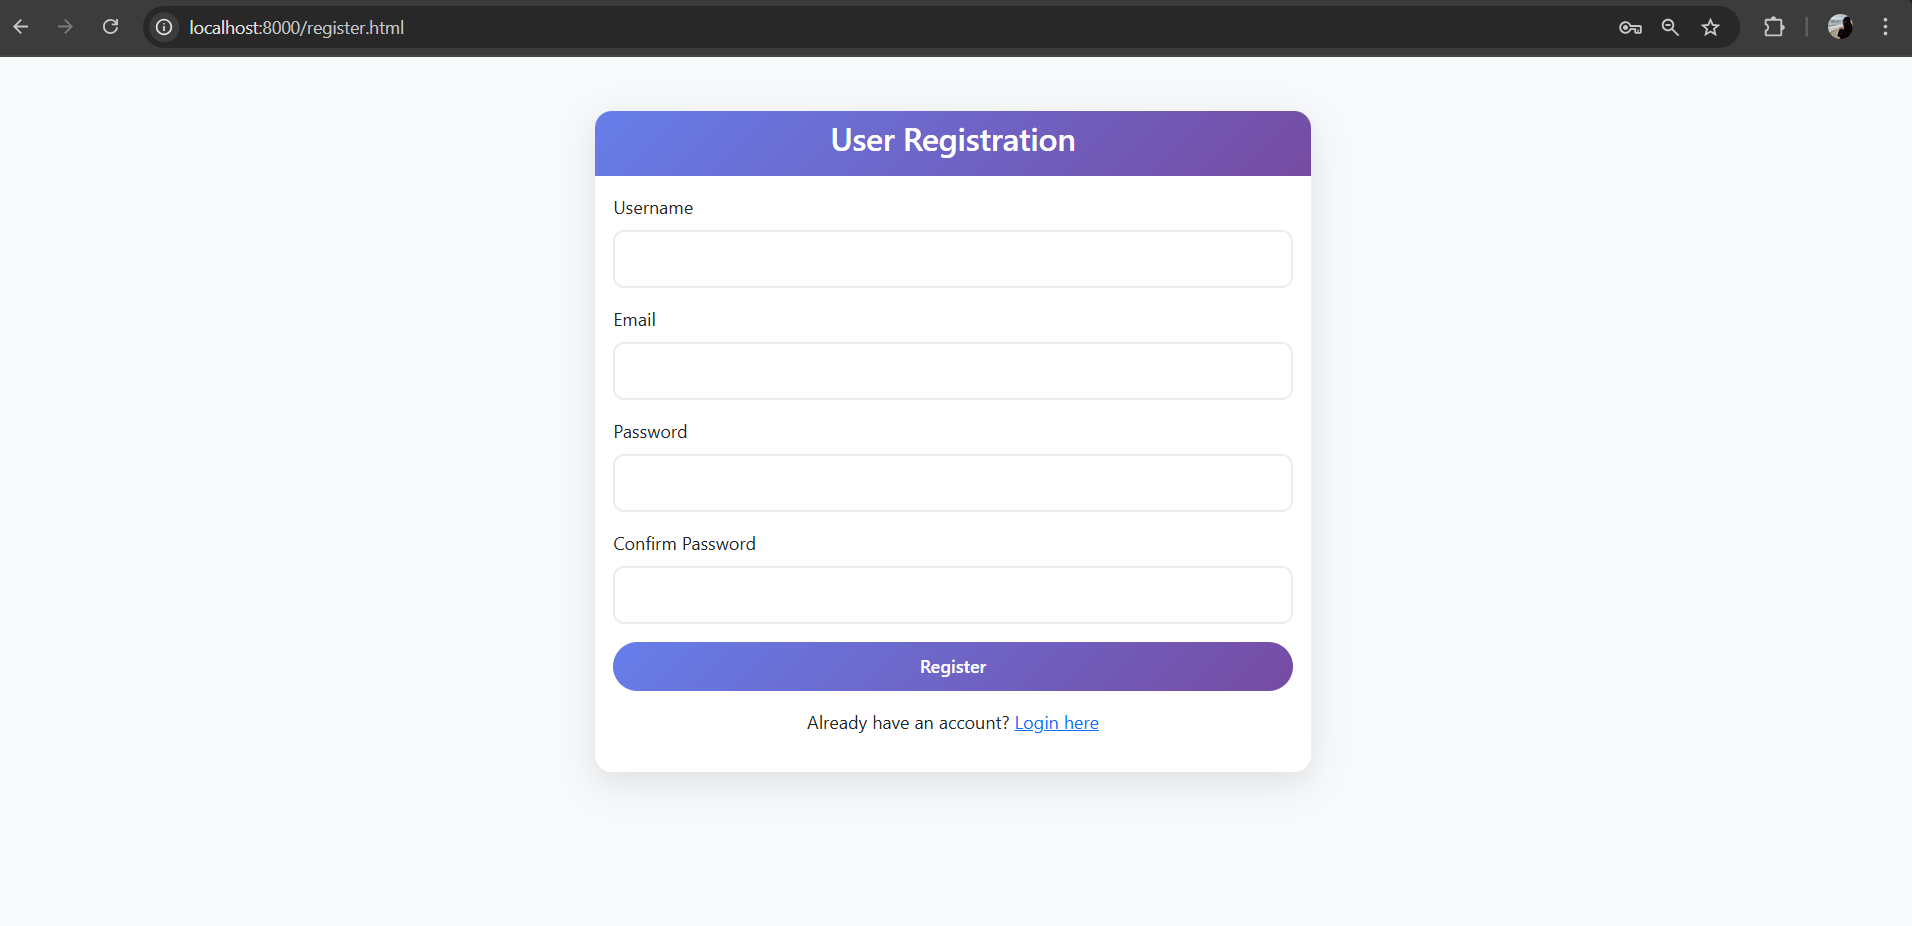 localhost:8000/register.html
User Registration
Username
Email
Password
Confirm Password
Register
Already have an account? Login here